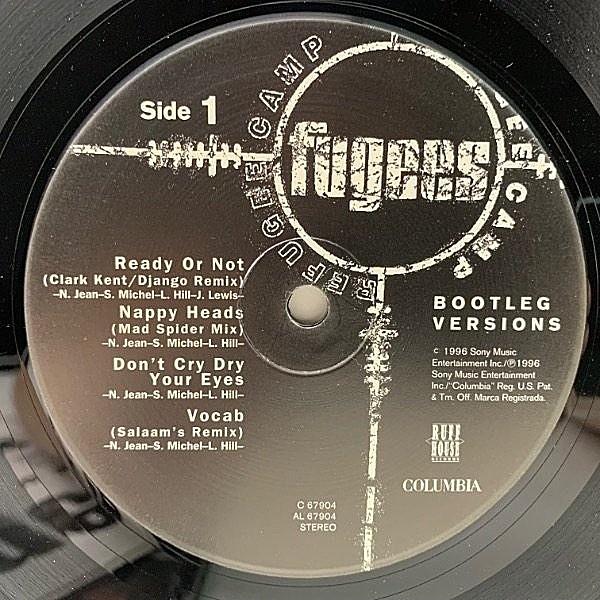 Side 1
REFUGEE CAMP
REFUGEE CAMP
fugees
Ready Or Not
(Clark Kent/Django Remix)
–N. Jean–S. Michel–L. Hill–J. Lewis–
Nappy Heads
(Mad Spider Mix)
–N. Jean–S. Michel–L. Hill–
Don't Cry Dry
Your Eyes
–N. Jean–S. Michel–L. Hill–
Vocab
(Salaam's Remix)
–N. Jean–S. Michel–L. Hill–
BOOTLEG
VERSIONS
© 1996 Sony Music
Entertainment Inc./℗1996
Sony Music Entertainment
Inc./"Columbia" Reg. U.S. Pat.
& Tm. Off. Marca Registrada.
RUFF
HOUSE
RECORDS
COLUMBIA
C 67904
AL 67904
STEREO